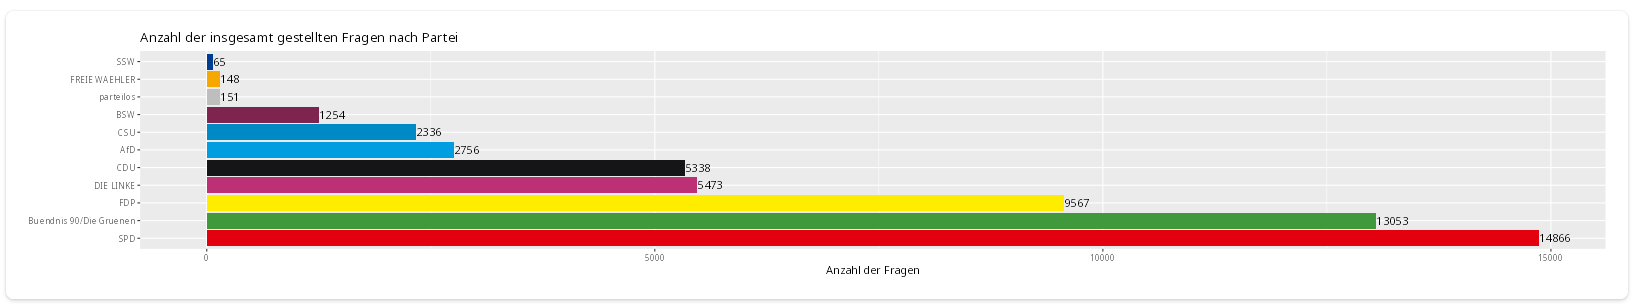 Anzahl der insgesamt gestellten Fragen nach Partei
SSW 65
FREIE WAEHLER 148
parteilos 151
BSW 1254
CSU 2336
AfD 2756
CDU 5338
DIE LINKE 5473
FDP 9567
Buendnis 90/Die Gruenen 13053
SPD 14866
0 5000 10000 15000
Anzahl der Fragen